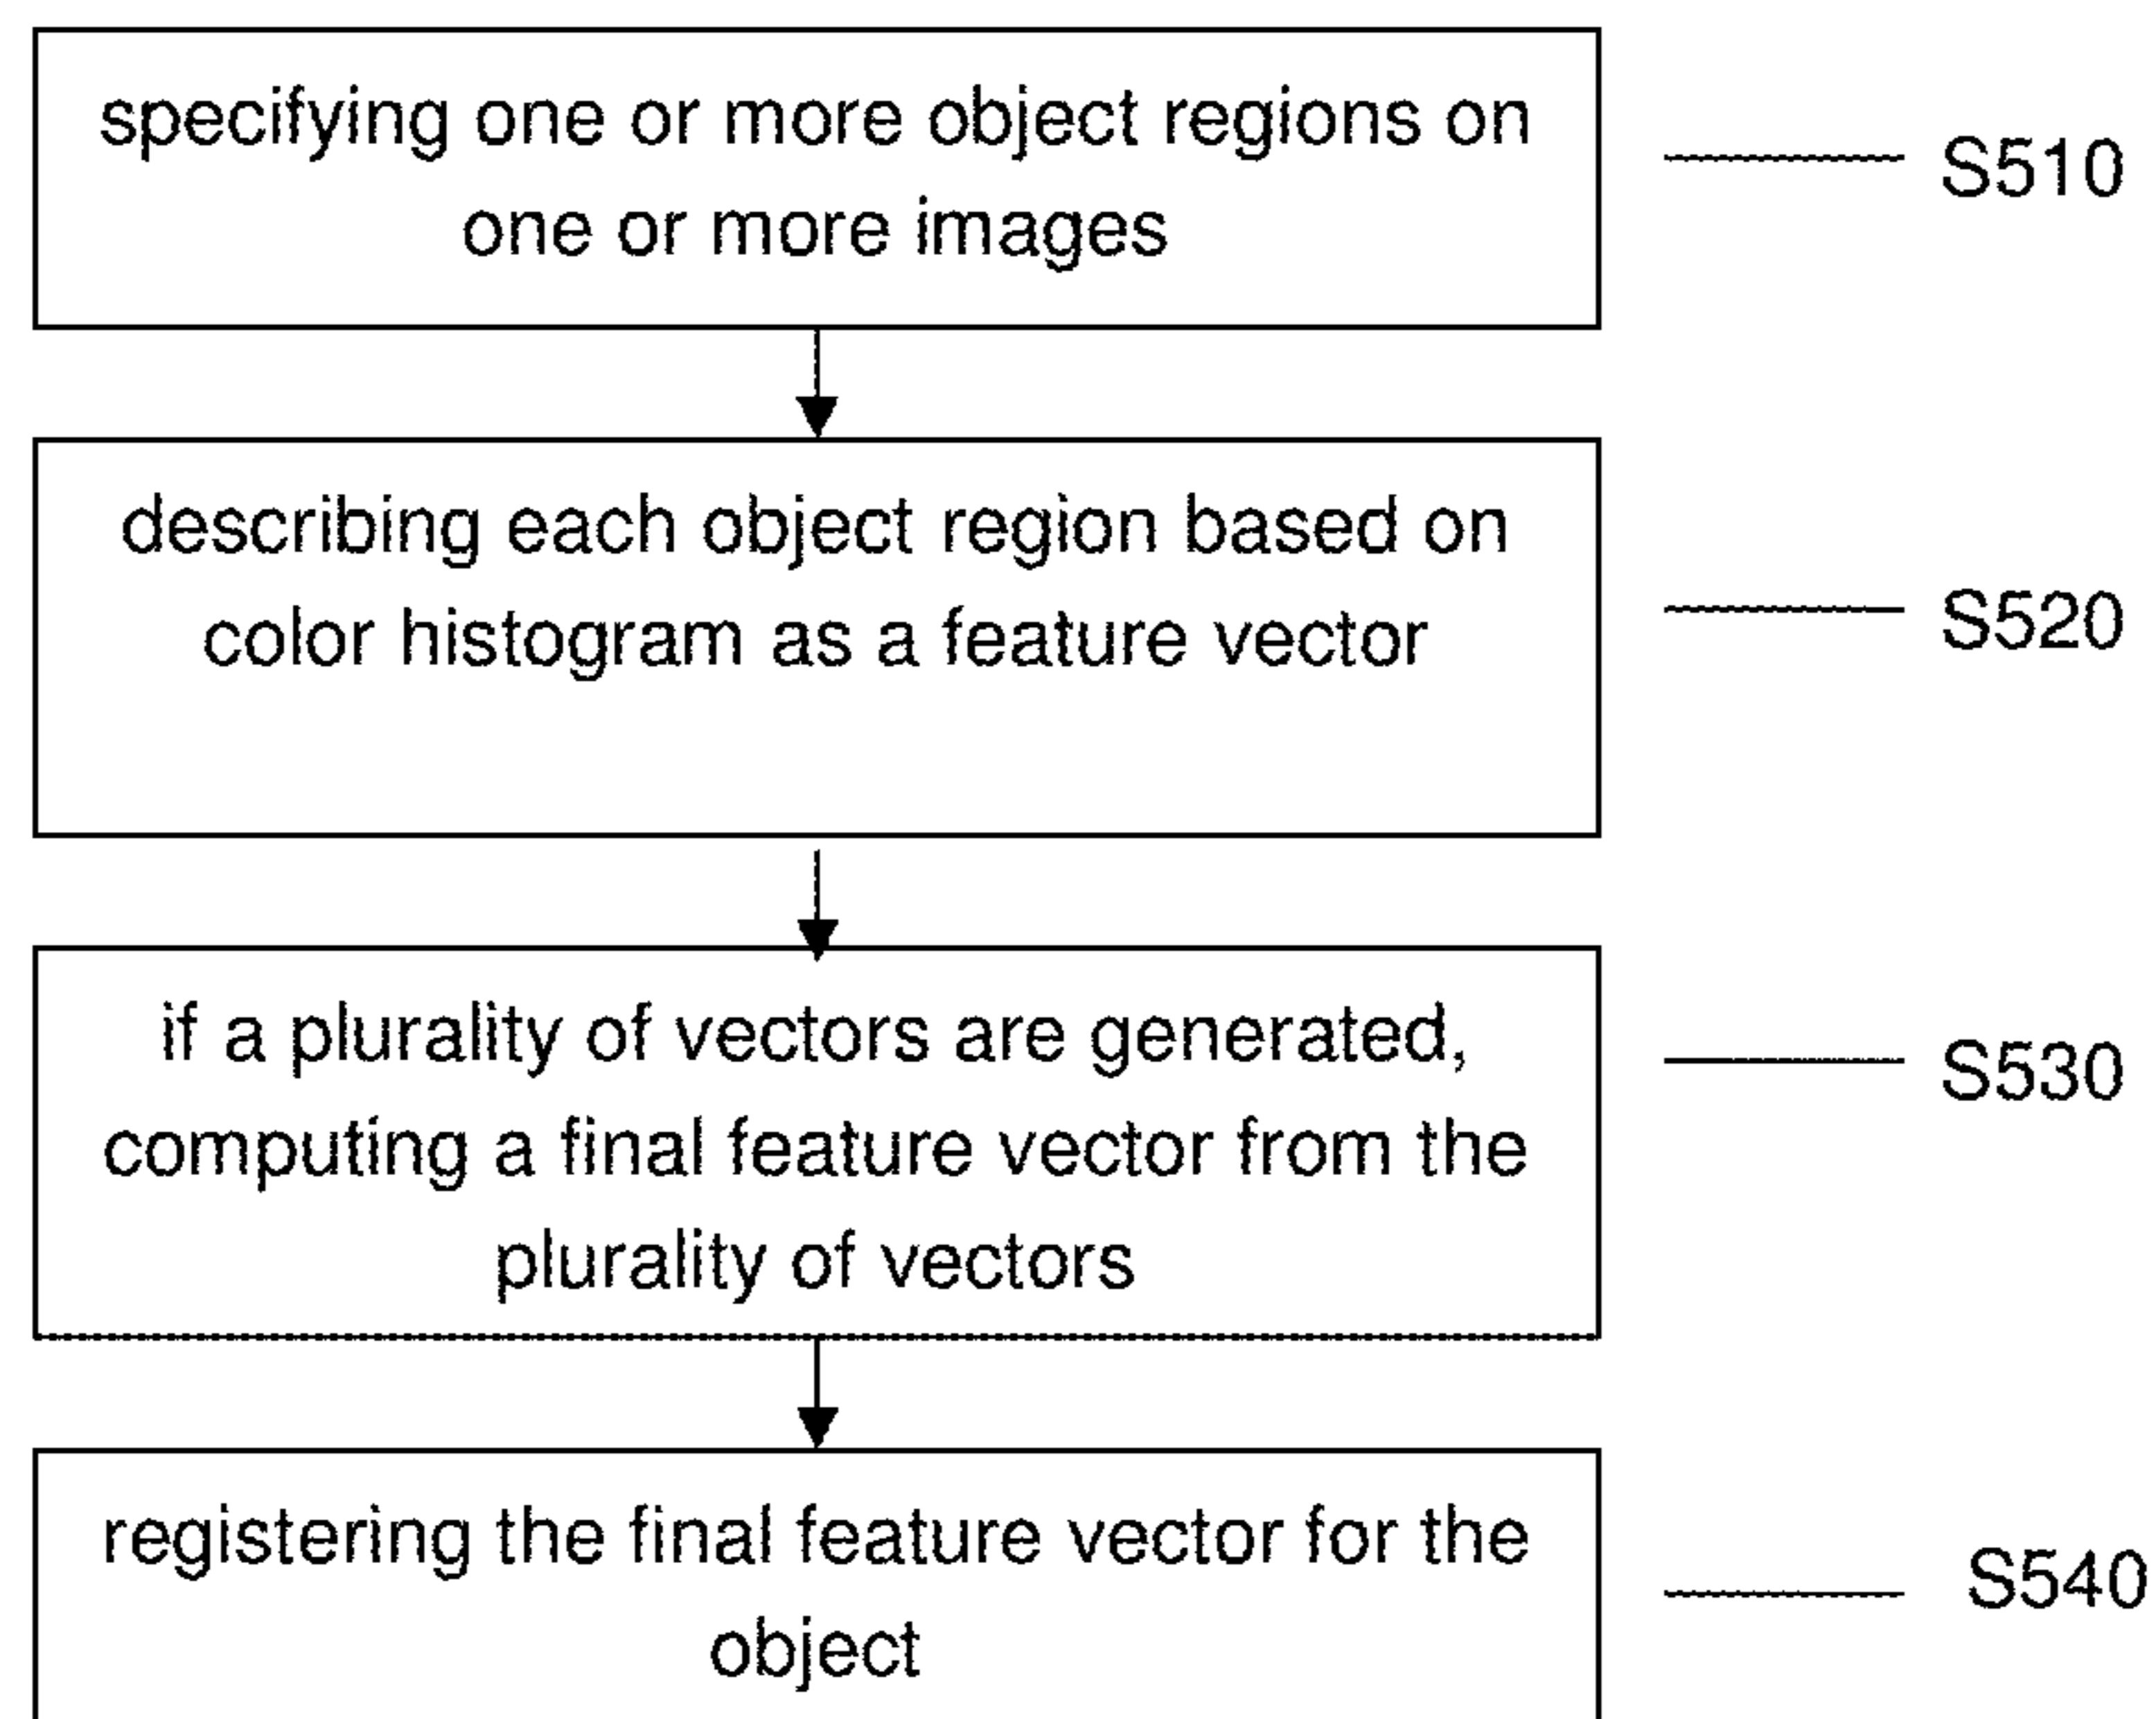 specifying one or more object regions on
one or more images
S510
describing each object region based on
color histogram as a feature vector
S520
if a plurality of vectors are generated,
computing a final feature vector from the
plurality of vectors
S530
registering the final feature vector for the
object
S540